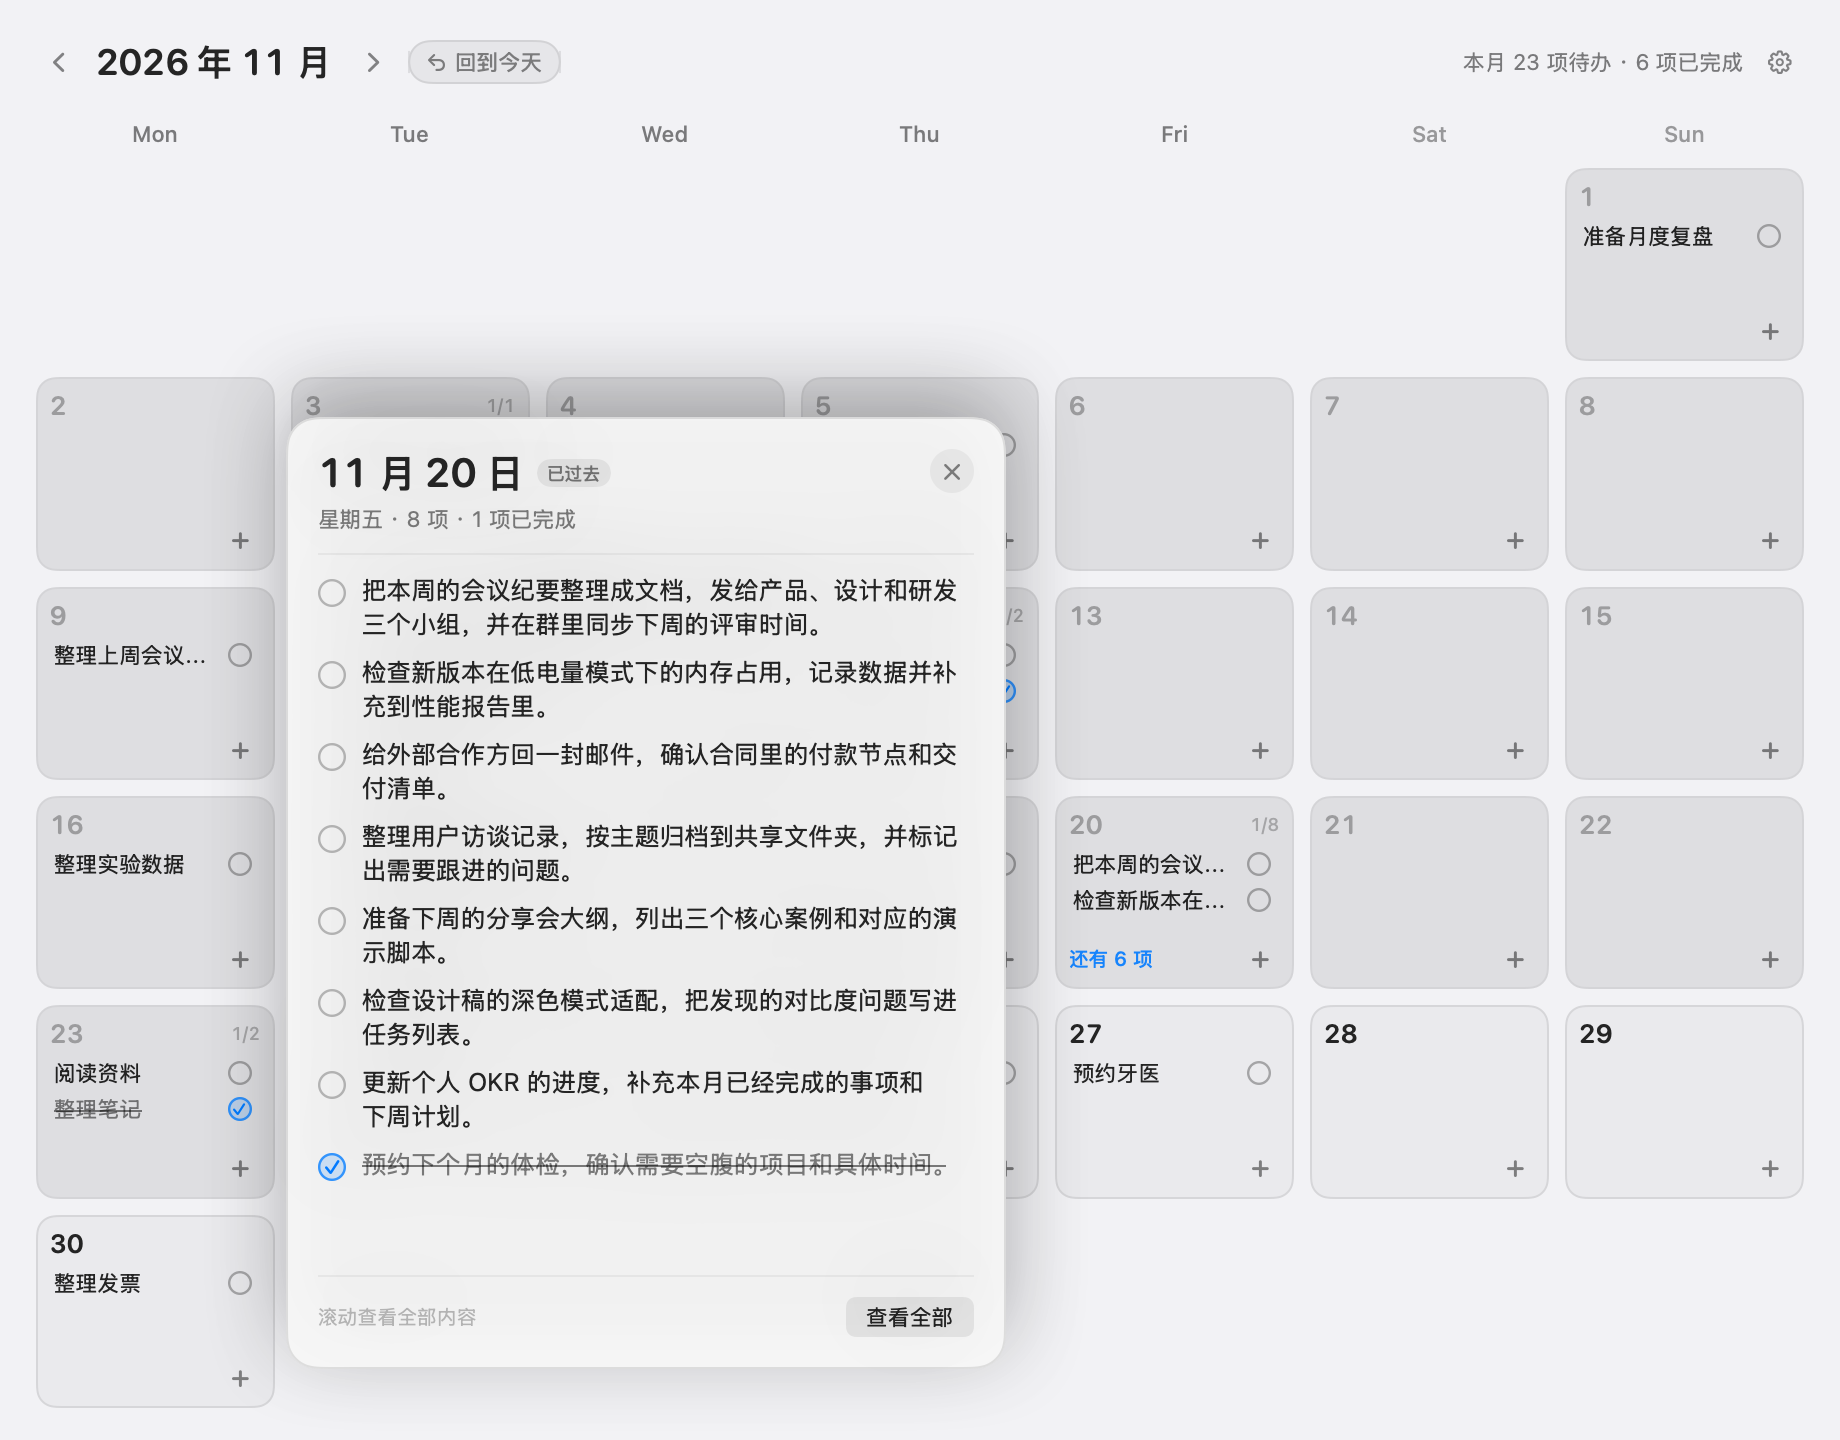 2026 年 11 月
回到今天
本月 23 项待办 · 6 项已完成
Mon Tue Wed Thu Fri Sat Sun
1
准备月度复盘
+
2
+
3 1/1
4
5
6
+
7
+
8
+
9
整理上周会议...
+
/2
13
+
14
+
15
+
16
整理实验数据
+
20 1/8
把本周的会议...
检查新版本在...
还有 6 项 +
21
+
22
+
23 1/2
阅读资料
整理笔记
+
27
预约牙医
+
28
+
29
+
30
整理发票
+
11 月 20 日 已过去
星期五 · 8 项 · 1 项已完成
把本周的会议纪要整理成文档，发给产品、设计和研发
三个小组，并在群里同步下周的评审时间。
检查新版本在低电量模式下的内存占用，记录数据并补
充到性能报告里。
给外部合作方回一封邮件，确认合同里的付款节点和交
付清单。
整理用户访谈记录，按主题归档到共享文件夹，并标记
出需要跟进的问题。
准备下周的分享会大纲，列出三个核心案例和对应的演
示脚本。
检查设计稿的深色模式适配，把发现的对比度问题写进
任务列表。
更新个人 OKR 的进度，补充本月已经完成的事项和
下周计划。
预约下个月的体检，确认需要空腹的项目和具体时间。
滚动查看全部内容
查看全部